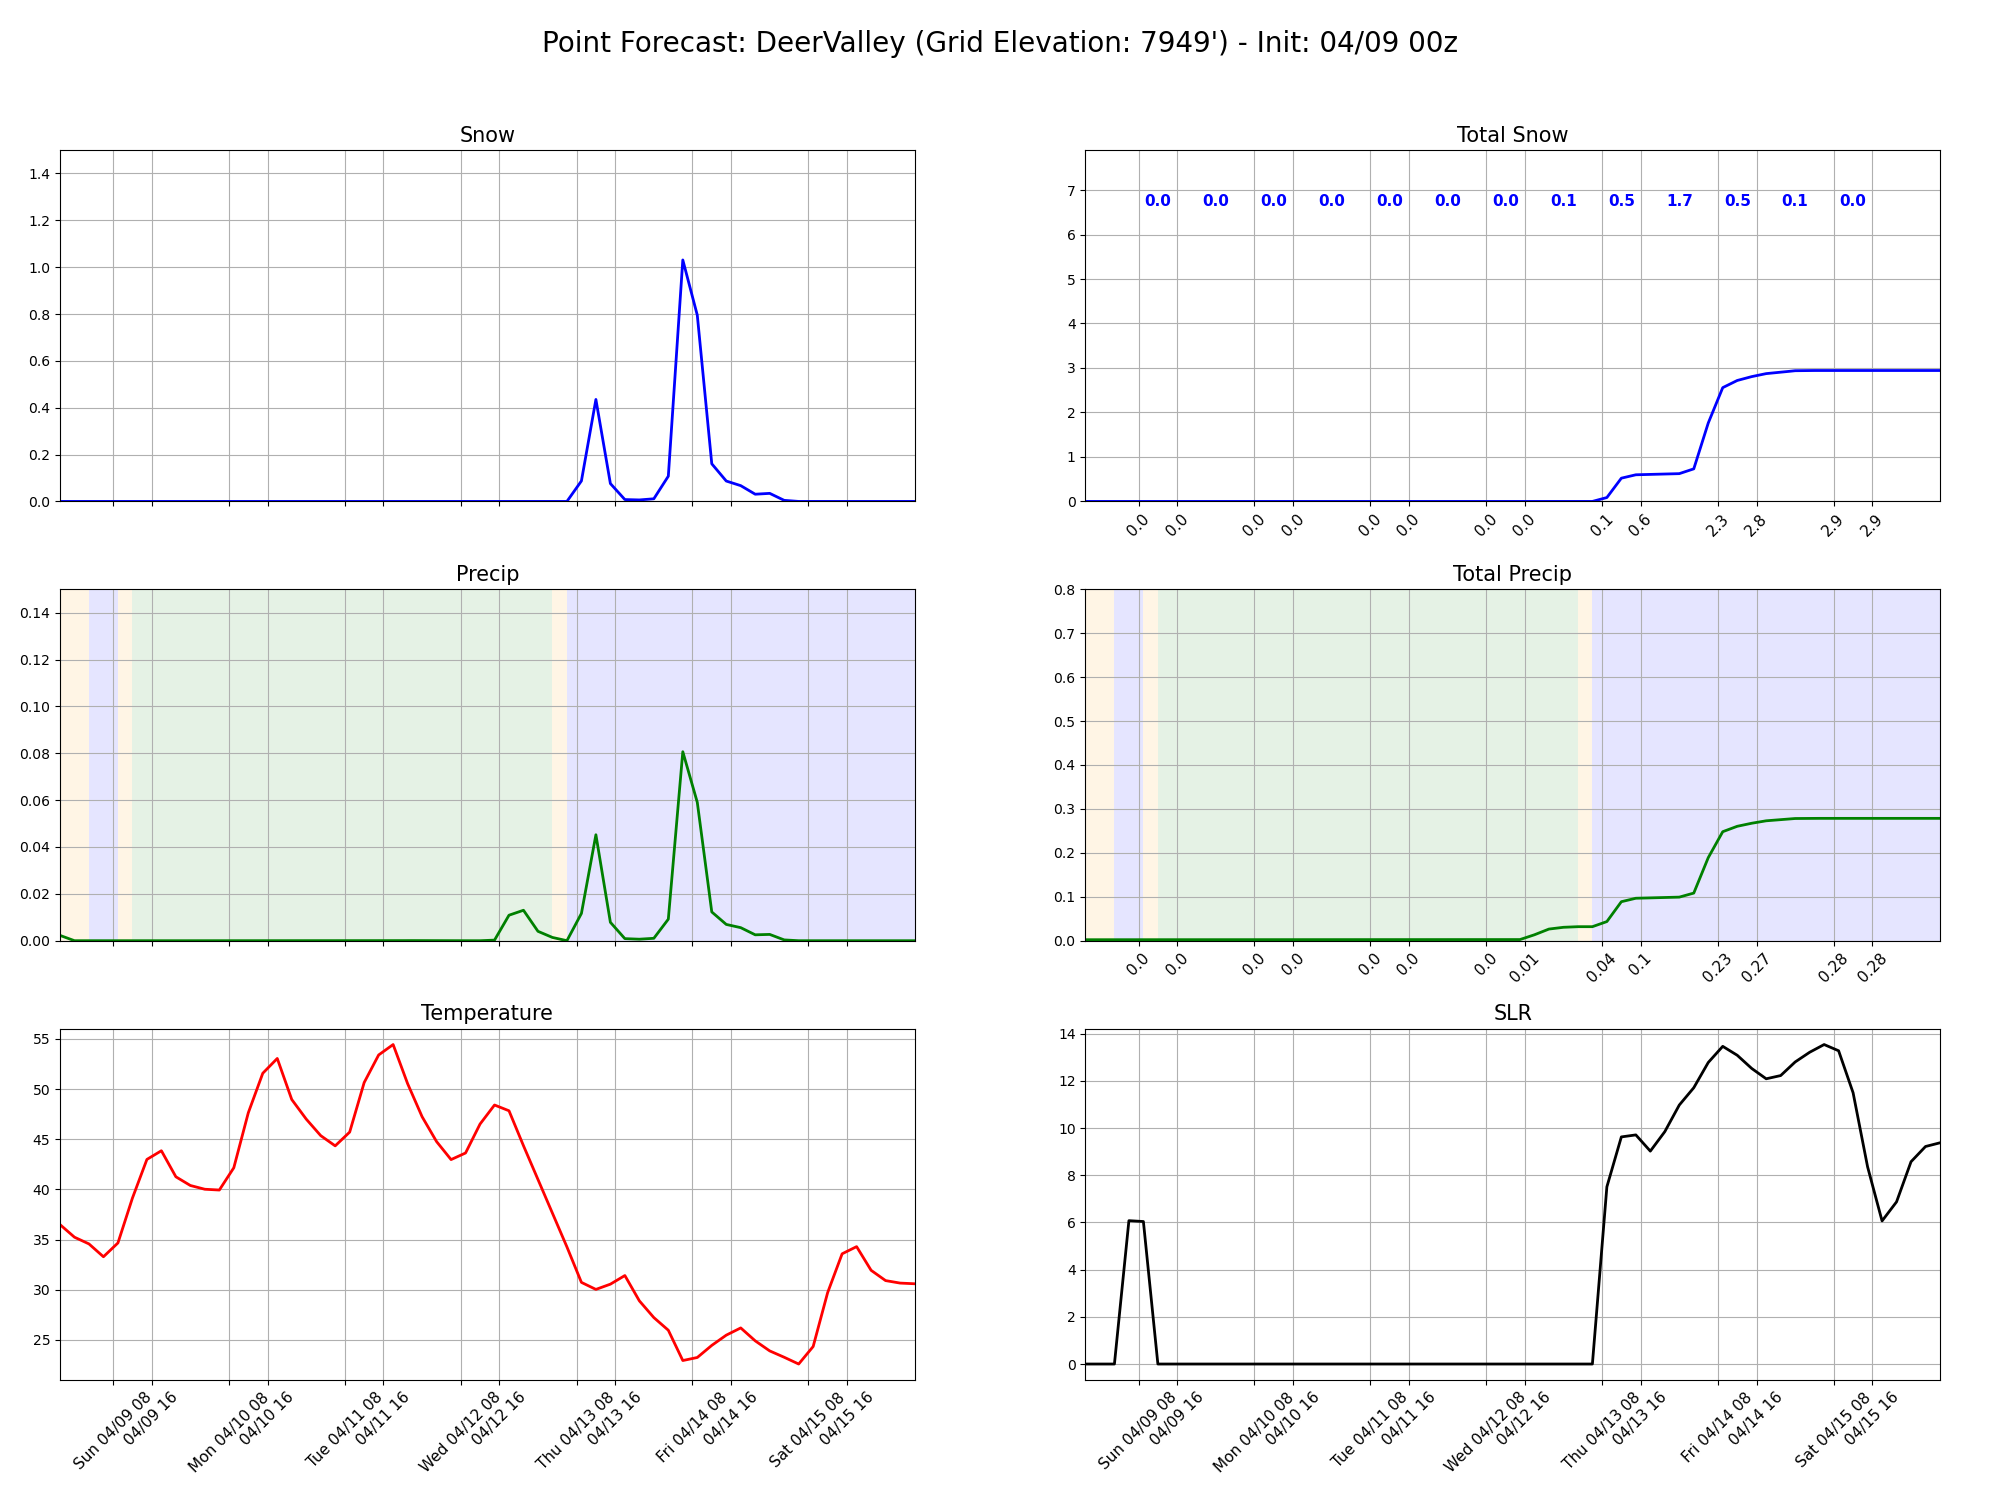 Point Forecast: DeerValley (Grid Elevation: 7949') - Init: 04/09 00z
Snow
1.4
1.2
1.0
0.8
0.6
0.4
0.2
0.0
Total Snow
7
6
5
4
3
2
1
0
0.0 0.0 0.0 0.0 0.0 0.0 0.0 0.1 0.5 1.7 0.5 0.1 0.0
0.0 0.0 0.0 0.0 0.0 0.0 0.0 0.0 0.1 0.6 2.3 2.8 2.9 2.9
Precip
0.14
0.12
0.10
0.08
0.06
0.04
0.02
0.00
Total Precip
0.8
0.7
0.6
0.5
0.4
0.3
0.2
0.1
0.0
0.0 0.0 0.0 0.0 0.0 0.0 0.0 0.01 0.04 0.1 0.23 0.27 0.28 0.28
Temperature
55
50
45
40
35
30
25
Sun 04/09 08
04/09 16
Mon 04/10 08
04/10 16
Tue 04/11 08
04/11 16
Wed 04/12 08
04/12 16
Thu 04/13 08
04/13 16
Fri 04/14 08
04/14 16
Sat 04/15 08
04/15 16
SLR
14
12
10
8
6
4
2
0
Sun 04/09 08
04/09 16
Mon 04/10 08
04/10 16
Tue 04/11 08
04/11 16
Wed 04/12 08
04/12 16
Thu 04/13 08
04/13 16
Fri 04/14 08
04/14 16
Sat 04/15 08
04/15 16